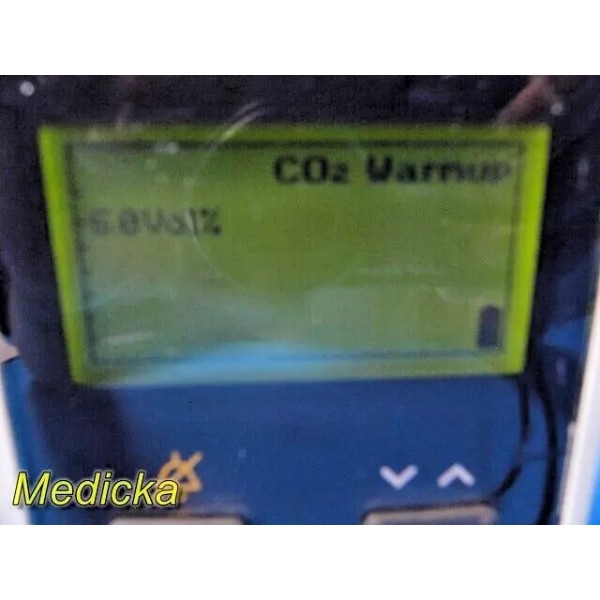 CO₂ Warmup
6.0Vol%
Medicka